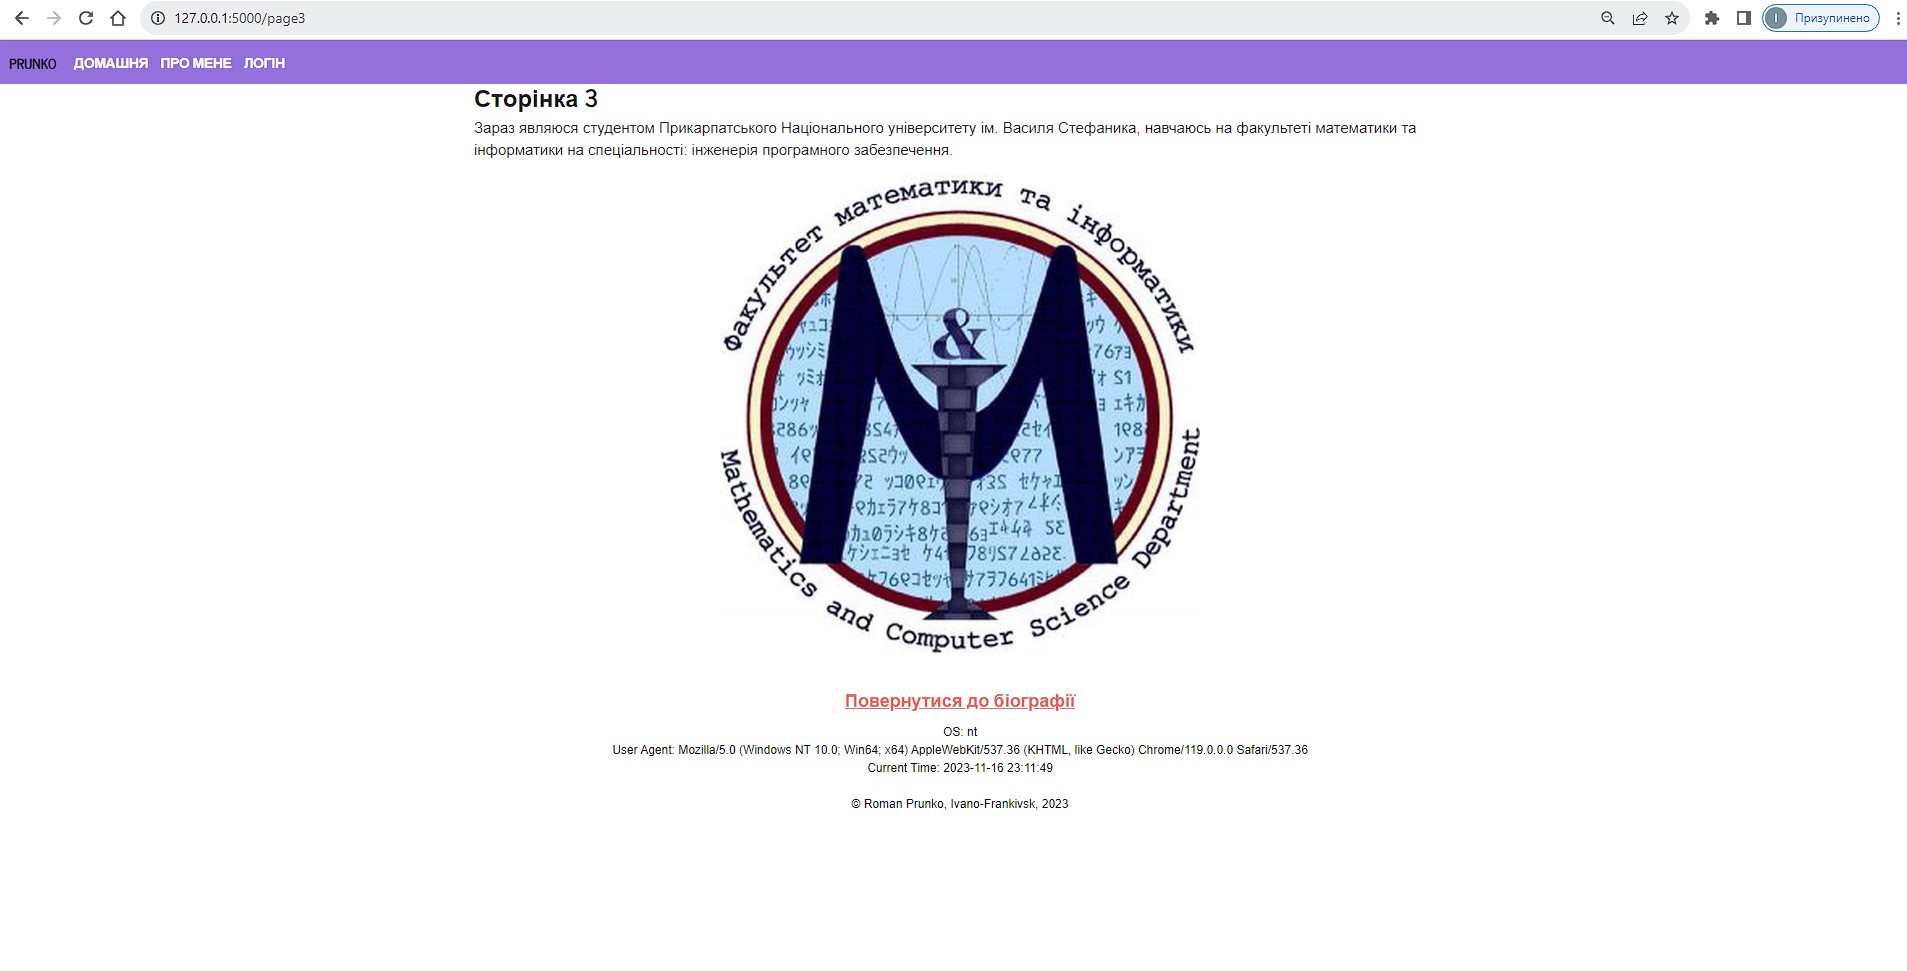 127.0.0.1:5000/page3
I Призупинено
PRUNKO ДОМАШНЯ ПРО МЕНЕ ЛОГІН
Сторінка 3
Зараз являюся студентом Прикарпатського Національного університету ім. Василя Стефаника, навчаюсь на факультеті математики та
інформатики на спеціальності: інженерія програмного забезпечення.
Факультет математики та інформатики
&
Mathematics and Computer Science Department
Повернутися до біографії
OS: nt
User Agent: Mozilla/5.0 (Windows NT 10.0; Win64; x64) AppleWebKit/537.36 (KHTML, like Gecko) Chrome/119.0.0.0 Safari/537.36
Current Time: 2023-11-16 23:11:49
© Roman Prunko, Ivano-Frankivsk, 2023